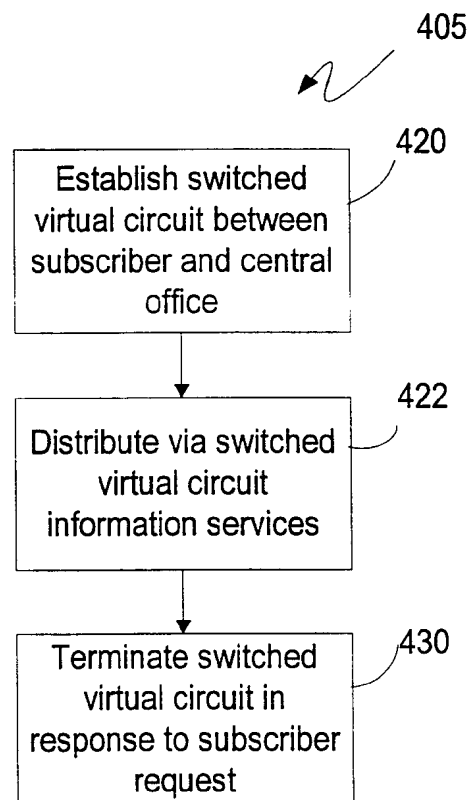 405
420
Establish switched
virtual circuit between
subscriber and central
office
422
Distribute via switched
virtual circuit
information services
430
Terminate switched
virtual circuit in
response to subscriber
request